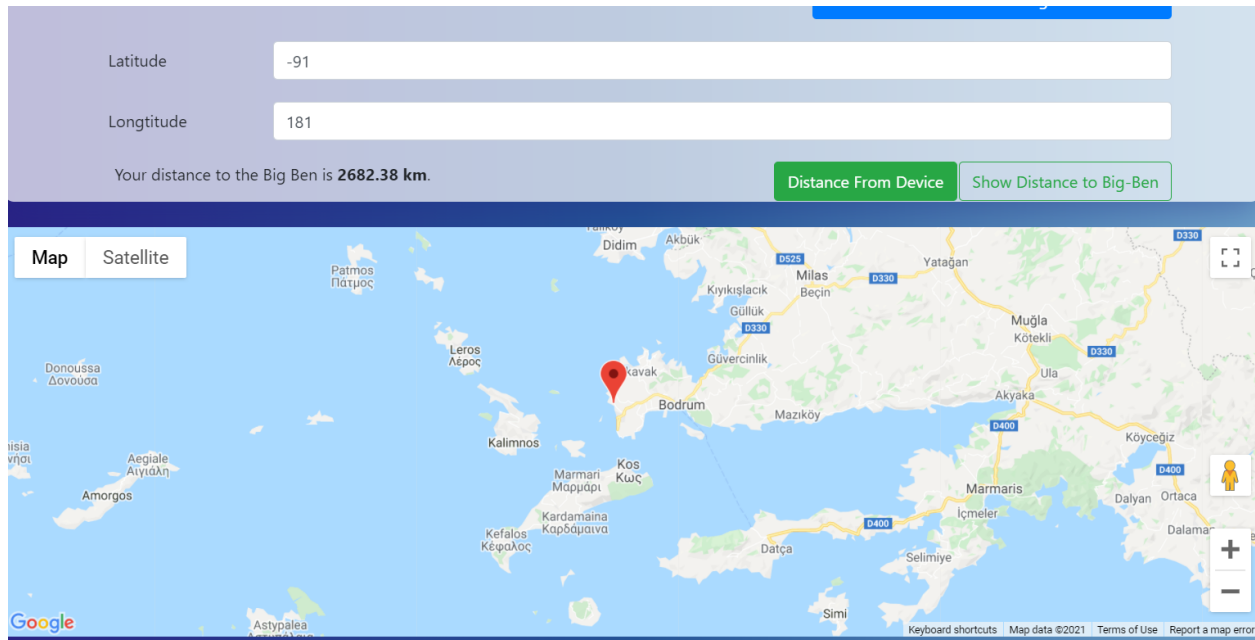 Latitude
-91
Longtitude
181
Your distance to the Big Ben is 2682.38 km.
Distance From Device
Show Distance to Big-Ben
Map
Satellite
Didim
Akbük
D330
Patmos
Πάτμος
D525
Milas
D330
Yatağan
Kıyıkışlacık
Beçin
Güllük
D330
Muğla
Kötekli
Leros
Λέρος
Donoussa
Δονούσα
Güvercinlik
D330
Ula
kavak
Bodrum
Akyaka
Mazıköy
D400
Kalimnos
Köyceğiz
Aegiale
Αιγιάλη
Amorgos
Kos
Κως
Marmari
Μαρμάρι
D400
Marmaris
Dalyan
Ortaca
İçmeler
Kardamaina
Καρδάμαινα
D400
Dalama
Kefalos
Κέφαλος
Datça
Selimiye
Simi
Google
Astypalea
Keyboard shortcuts
Map data ©2021
Terms of Use
Report a map error